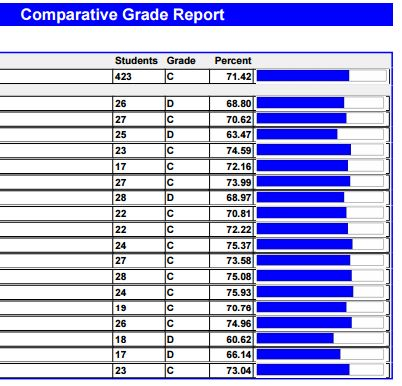 Comparative Grade Report
Students Grade Percent
423 C 71.42
26 D 68.80
27 C 70.62
25 D 63.47
23 C 74.59
17 C 72.16
27 C 73.99
28 D 68.97
22 C 70.81
22 C 72.22
24 C 75.37
27 C 73.58
28 C 75.08
24 C 75.93
19 C 70.76
26 C 74.96
18 D 60.62
17 D 66.14
23 C 73.04